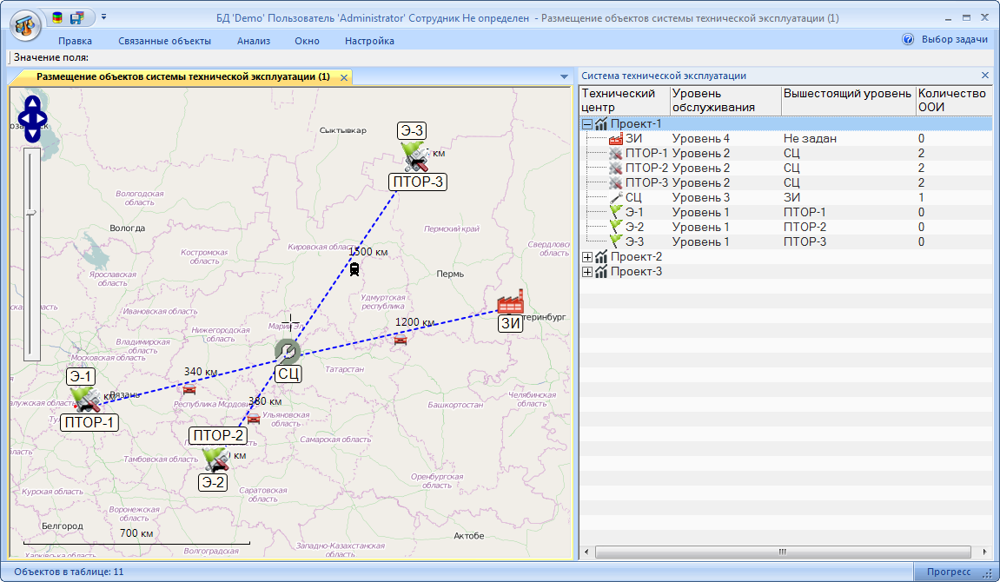 БД 'Demo' Пользователь 'Administrator' Сотрудник Не определен - Размещение объектов системы технической эксплуатации (1)
Правка Связанные объекты Анализ Окно Настройка Выбор задачи
Значение поля:
Размещение объектов системы технической эксплуатации (1)
Сыктывкар
Э-3
км
ПТОР-3
Вологодская
область
Вологда
Пермский край
Костромская
область
Кировская область
1500 км
Свердловск
область
Ярославская
область
Пермь
Ивановская область
Удмуртская
республика
Нижегородская
область
Марий Эл
1200 км
ЗИ
теринбург
Владимирская
область
Московская область
СЦ
Татарстан
Э-1
340 км
км
Рязань
ПТОР-1
Республика Мордовия
380 км
Ульяновская
область
Башкортостан
Челябинская
область
ПТОР-2
км
Э-2
Самарская область
Тамбовская область
Оренбургская
область
Саратовская
область
Курская область
Воронежская
область
Белгород
700 км
Актобе
Харківська область
Волгоградская
Западно-Казахстанская
область
Система технической эксплуатации
Технический
центр
Уровень
обслуживания
Вышестоящий уровень
Количество
ООИ
Проект-1
ЗИ Уровень 4 Не задан 0
ПТОР-1 Уровень 2 СЦ 2
ПТОР-2 Уровень 2 СЦ 2
ПТОР-3 Уровень 2 СЦ 2
СЦ Уровень 3 ЗИ 1
Э-1 Уровень 1 ПТОР-1 0
Э-2 Уровень 1 ПТОР-2 0
Э-3 Уровень 1 ПТОР-3 0
Проект-2
Проект-3
Объектов в таблице: 11
Прогресс